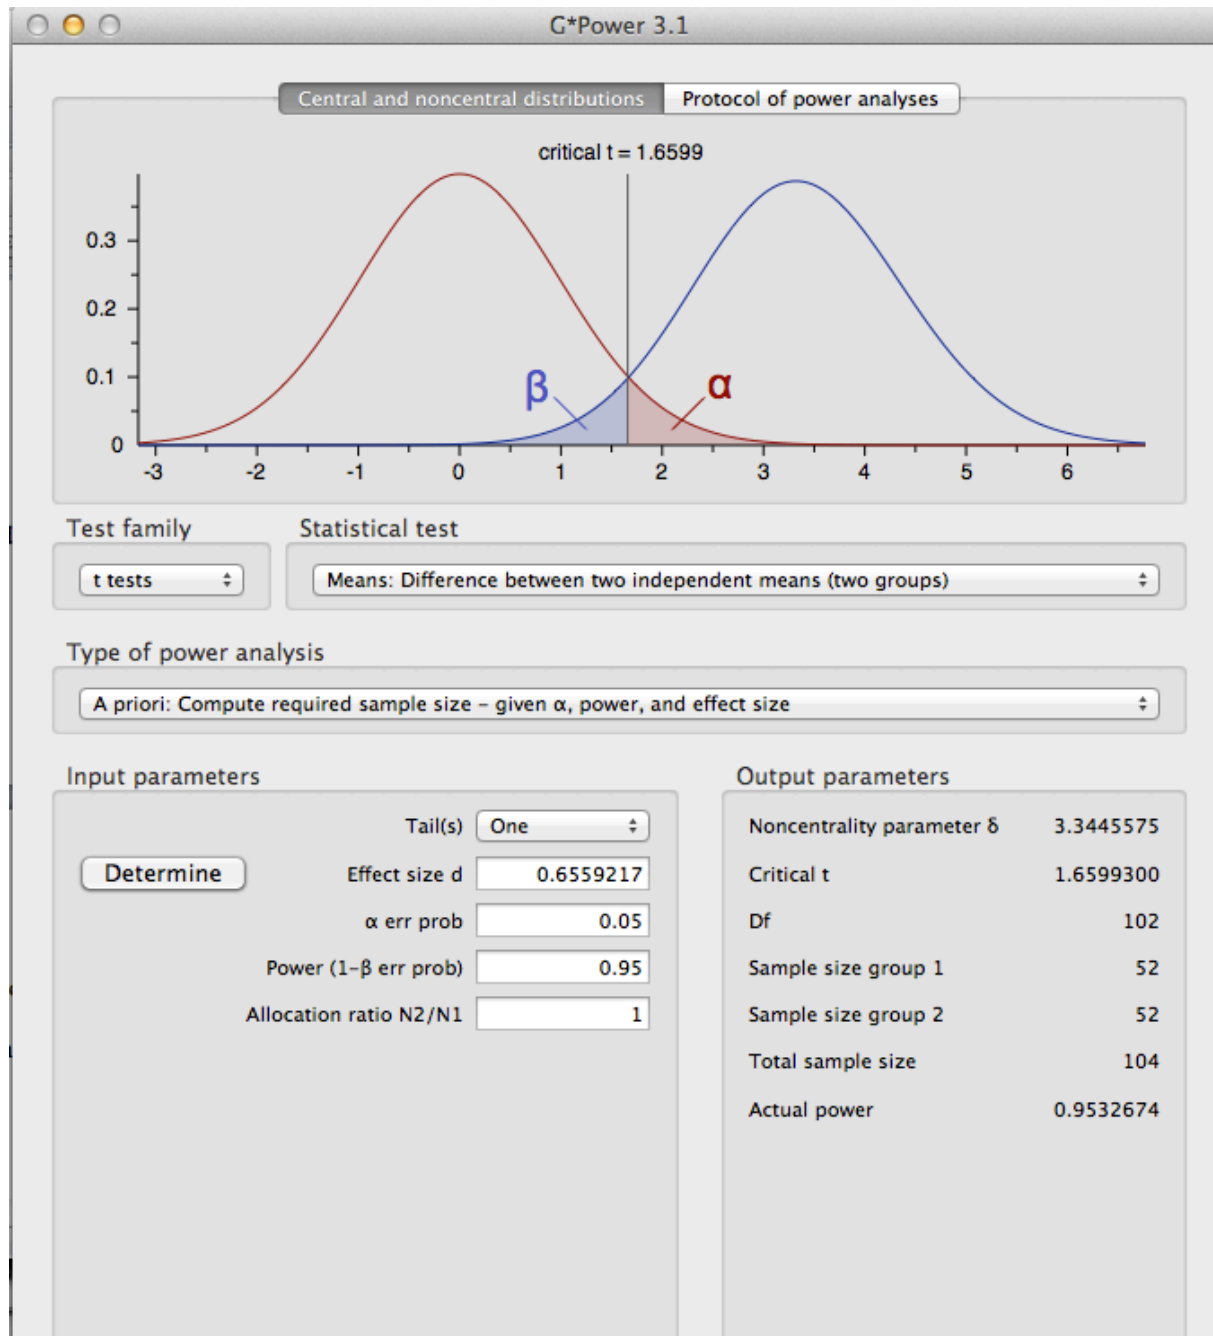 G*Power 3.1
Central and noncentral distributions Protocol of power analyses
critical t = 1.6599
0.3
0.2
0.1
0
β α
-3 -2 -1 0 1 2 3 4 5 6
Test family Statistical test
t tests Means: Difference between two independent means (two groups)
Type of power analysis
A priori: Compute required sample size – given α, power, and effect size
Input parameters Output parameters
Tail(s) One Noncentrality parameter δ 3.3445575
Determine Effect size d 0.6559217 Critical t 1.6599300
α err prob 0.05 Df 102
Power (1–β err prob) 0.95 Sample size group 1 52
Allocation ratio N2/N1 1 Sample size group 2 52
Total sample size 104
Actual power 0.9532674